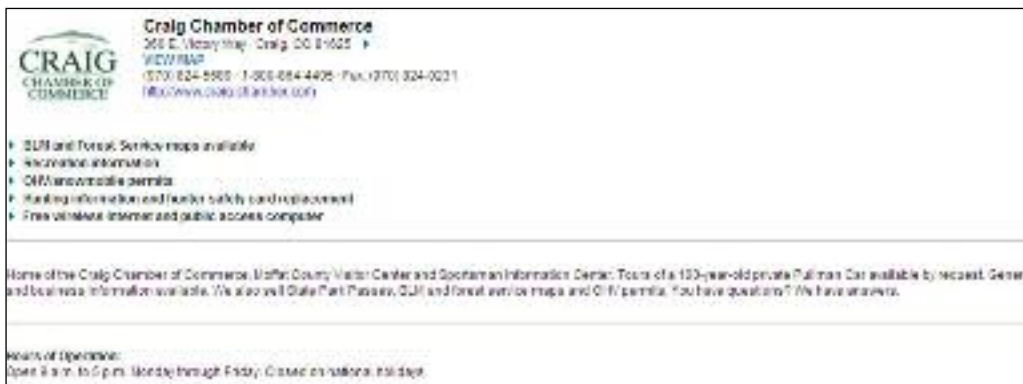 CRAIG
CHAMBER OF
COMMERCE
Craig Chamber of Commerce
360 E. Victory Way · Craig, CO 81625
VIEW MAP
(970) 824-5689 · 1-800-864-4405 · Fax: (970) 824-0231
http://www.craig-chamber.com
BLM and Forest Service maps available
Recreation information
OHV/snowmobile permits
Hunting information and hunter safety card replacement
Free wireless internet and public access computer
Home of the Craig Chamber of Commerce, Moffat County Visitor Center and Sportsman Information Center. Tours of a 100-year-old private Pullman Car available by request. Gener
and business information available. We also sell State Park Passes, BLM and forest service maps and OHV permits. You have questions? We have answers.
Hours of Operation:
Open 8 a.m. to 5 p.m. Monday through Friday. Closed on national holidays.